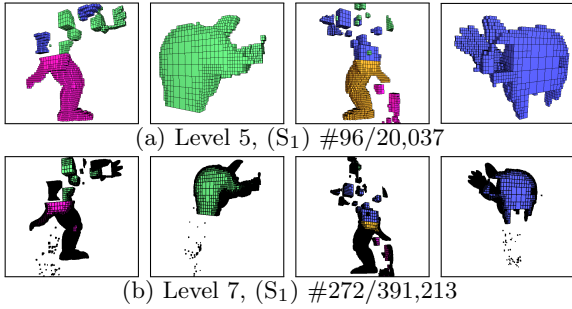 (a) Level 5, (S₁) #96/20,037
(b) Level 7, (S₁) #272/391,213